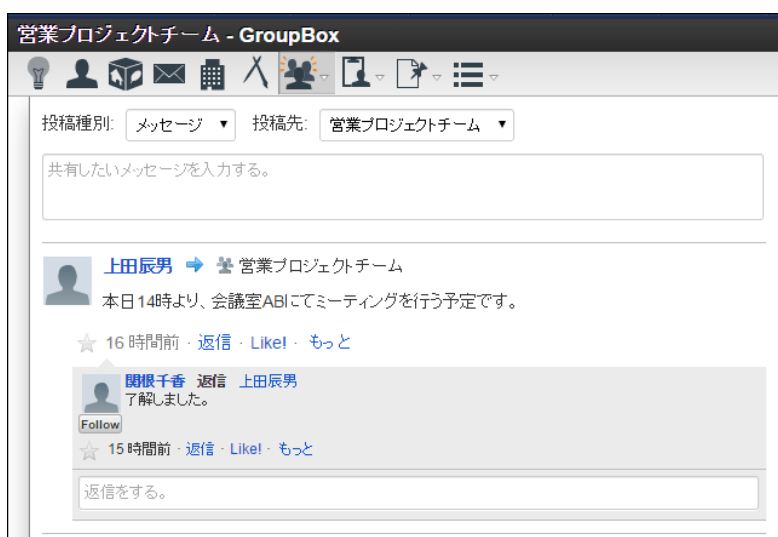 営業プロジェクトチーム - GroupBox
投稿種別: メッセージ 投稿先: 営業プロジェクトチーム
共有したいメッセージを入力する。
上田辰男 営業プロジェクトチーム
本日14時より、会議室ABIにてミーティングを行う予定です。
16 時間前 · 返信 · Like! · もっと
関根千香 返信 上田辰男
了解しました。
Follow
15 時間前 · 返信 · Like! · もっと
返信をする。